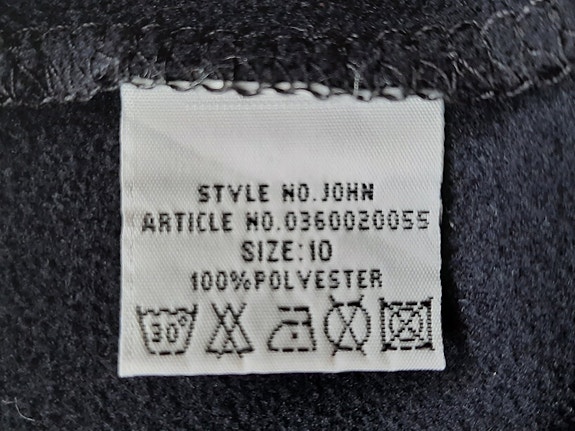 STYLE NO.JOHN
ARTICLE NO.0360020055
SIZE:10
100%POLYESTER
30°